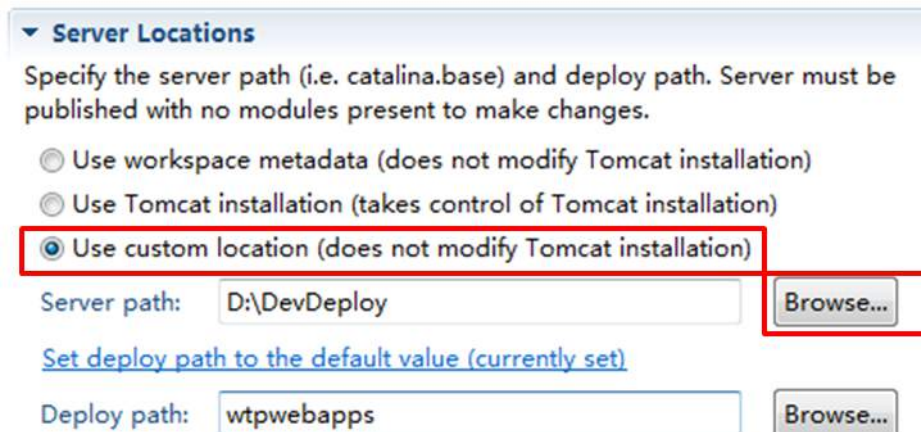 Server Locations
Specify the server path (i.e. catalina.base) and deploy path. Server must be
published with no modules present to make changes.
Use workspace metadata (does not modify Tomcat installation)
Use Tomcat installation (takes control of Tomcat installation)
Use custom location (does not modify Tomcat installation)
Server path: D:\DevDeploy Browse...
Set deploy path to the default value (currently set)
Deploy path: wtpwebapps Browse...